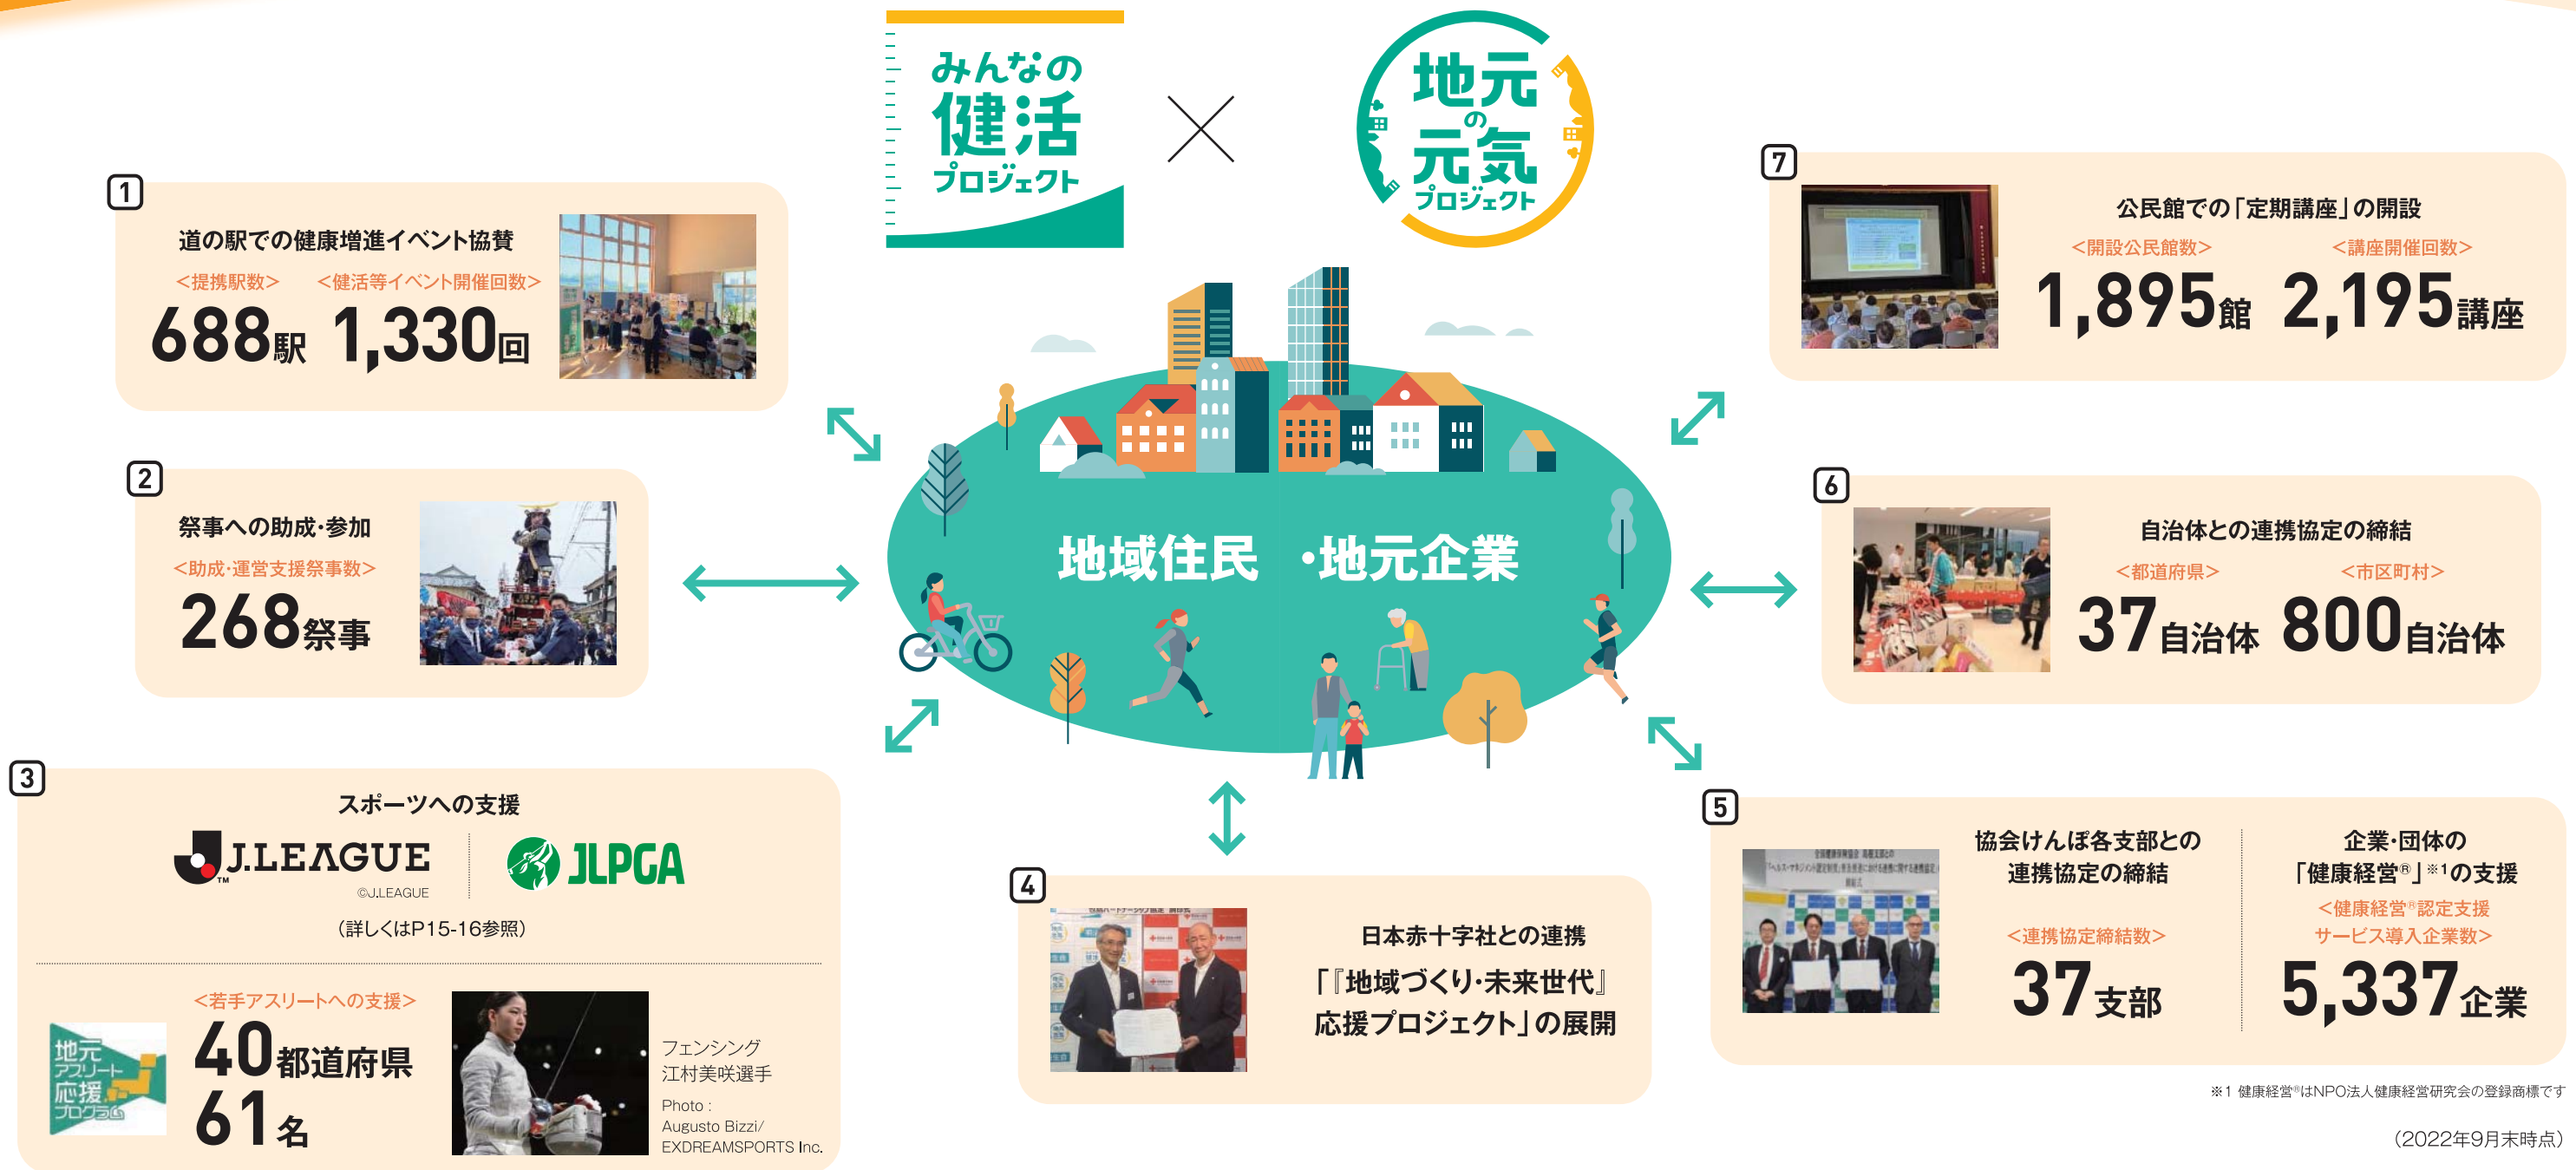 みんなの
健活
プロジェクト
地元
の
元気
プロジェクト
1
道の駅での健康増進イベント協賛
<提携駅数> <健活等イベント開催回数>
688駅 1,330回
2
祭事への助成・参加
<助成・運営支援祭事数>
268祭事
3
スポーツへの支援
J.LEAGUE
TM
©J.LEAGUE
JLPGA
(詳しくはP15-16参照)
地元
アスリート
応援
プログラム
<若手アスリートへの支援>
40都道府県
61名
フェンシング
江村美咲選手
Photo :
Augusto Bizzi/
EXDREAMSPORTS Inc.
地域住民 ・地元企業
4
日本赤十字社との連携
「『地域づくり・未来世代』
応援プロジェクト」の展開
5
協会けんぽ各支部との
連携協定の締結
<連携協定締結数>
37支部
企業・団体の
「健康経営®」※1の支援
<健康経営®認定支援
サービス導入企業数>
5,337企業
6
自治体との連携協定の締結
<都道府県> <市区町村>
37自治体 800自治体
7
公民館での「定期講座」の開設
<開設公民館数> <講座開催回数>
1,895館 2,195講座
※1 健康経営®はNPO法人健康経営研究会の登録商標です
(2022年9月末時点)